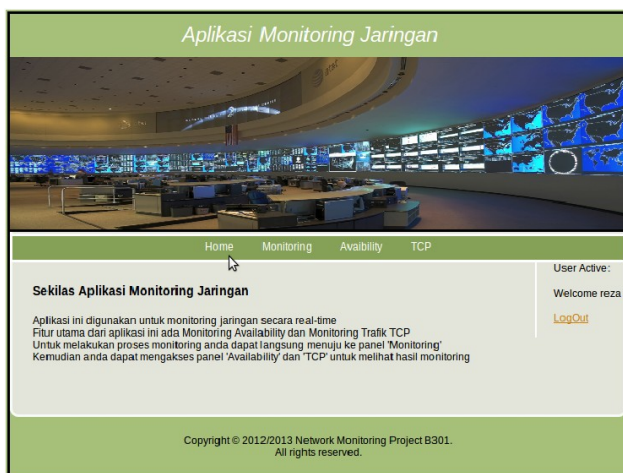 Aplikasi Monitoring Jaringan
at&t
Home Monitoring Avaibility TCP
User Active:
Welcome reza
LogOut
Sekilas Aplikasi Monitoring Jaringan
Aplikasi ini digunakan untuk monitoring jaringan secara real-time
Fitur utama dari aplikasi ini ada Monitoring Availability dan Monitoring Trafik TCP
Untuk melakukan proses monitoring anda dapat langsung menuju ke panel 'Monitoring'
Kemudian anda dapat mengakses panel 'Availability' dan 'TCP' untuk melihat hasil monitoring
Copyright © 2012/2013 Network Monitoring Project B301.
All rights reserved.